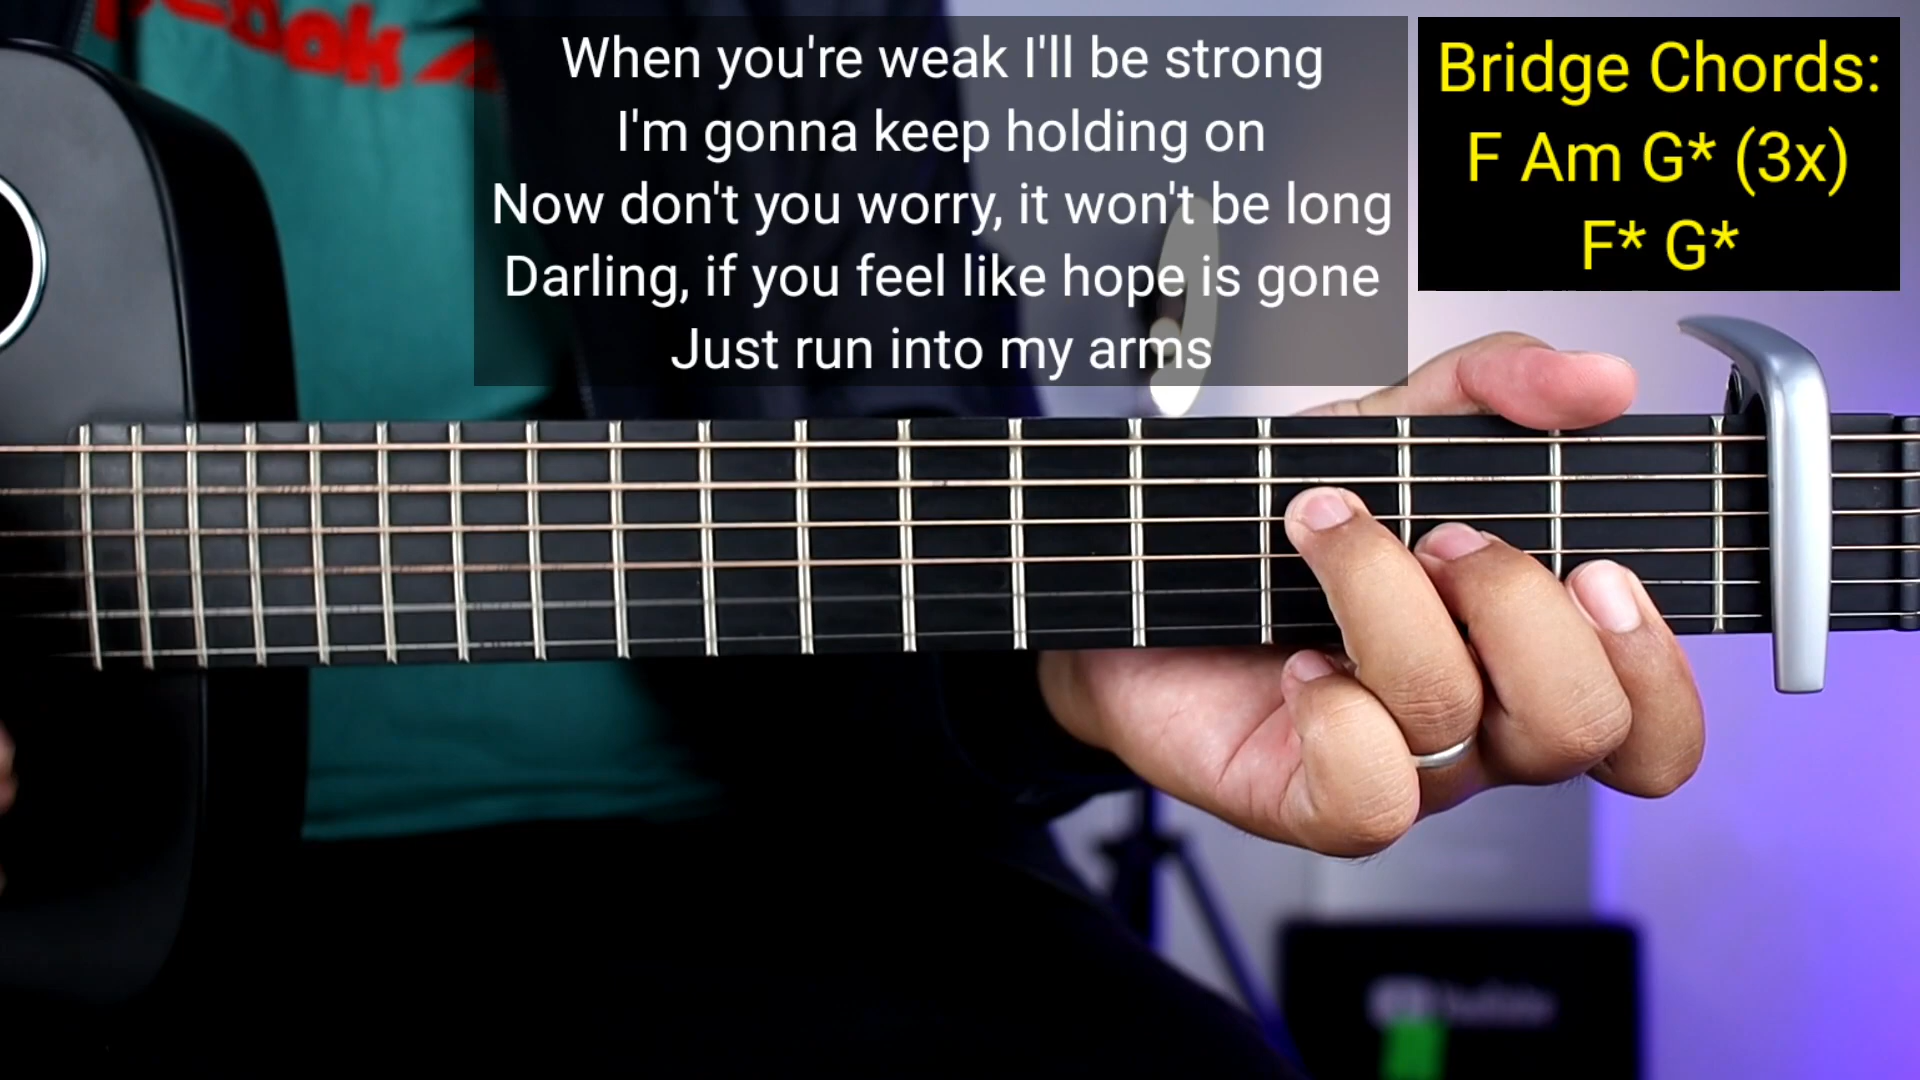 When you're weak I'll be strong
I'm gonna keep holding on
Now don't you worry, it won't be long
Darling, if you feel like hope is gone
Just run into my arms
Bridge Chords:
F Am G* (3x)
F* G*